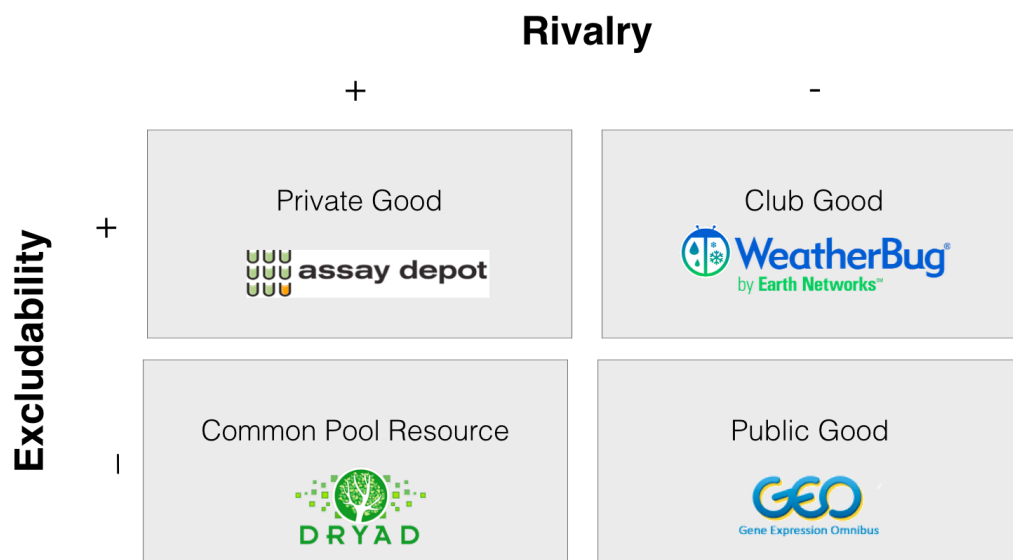 Rivalry
+ -
Excludability
+
-
Private Good
assay depot
Club Good
WeatherBug®
by Earth Networks™
Common Pool Resource
DRYAD
Public Good
GEO
Gene Expression Omnibus